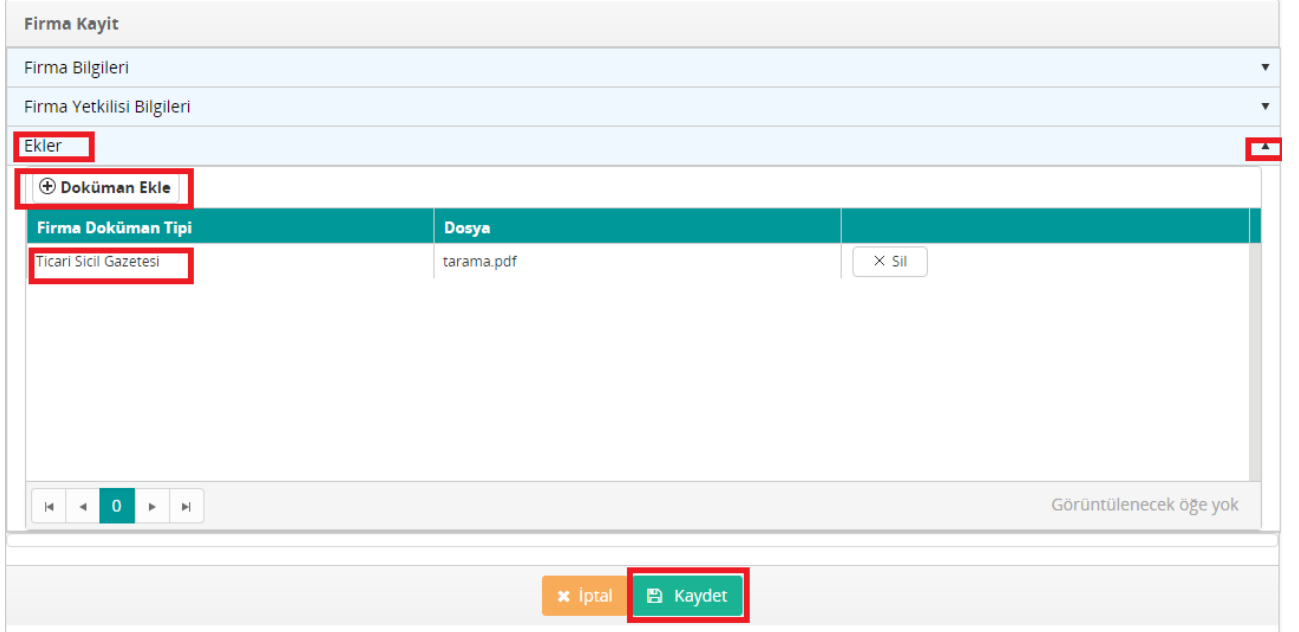 Firma Kayit
Firma Bilgileri
Firma Yetkilisi Bilgileri
Ekler
Doküman Ekle
Firma Doküman Tipi Dosya
Ticari Sicil Gazetesi tarama.pdf Sil
0 Görüntülenecek öğe yok
İptal Kaydet